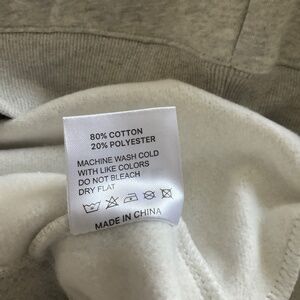 80% COTTON
20% POLYESTER
MACHINE WASH COLD
WITH LIKE COLORS
DO NOT BLEACH
DRY FLAT
MADE IN CHINA